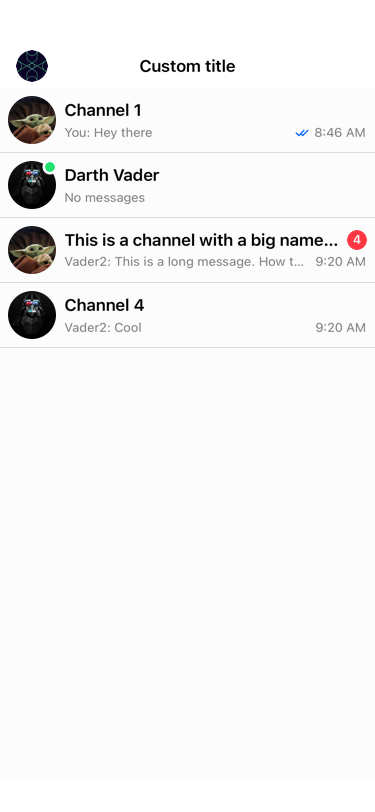 Custom title
Channel 1
You: Hey there 8:46 AM
Darth Vader
No messages
This is a channel with a big name... 4
Vader2: This is a long message. How t... 9:20 AM
Channel 4
Vader2: Cool 9:20 AM